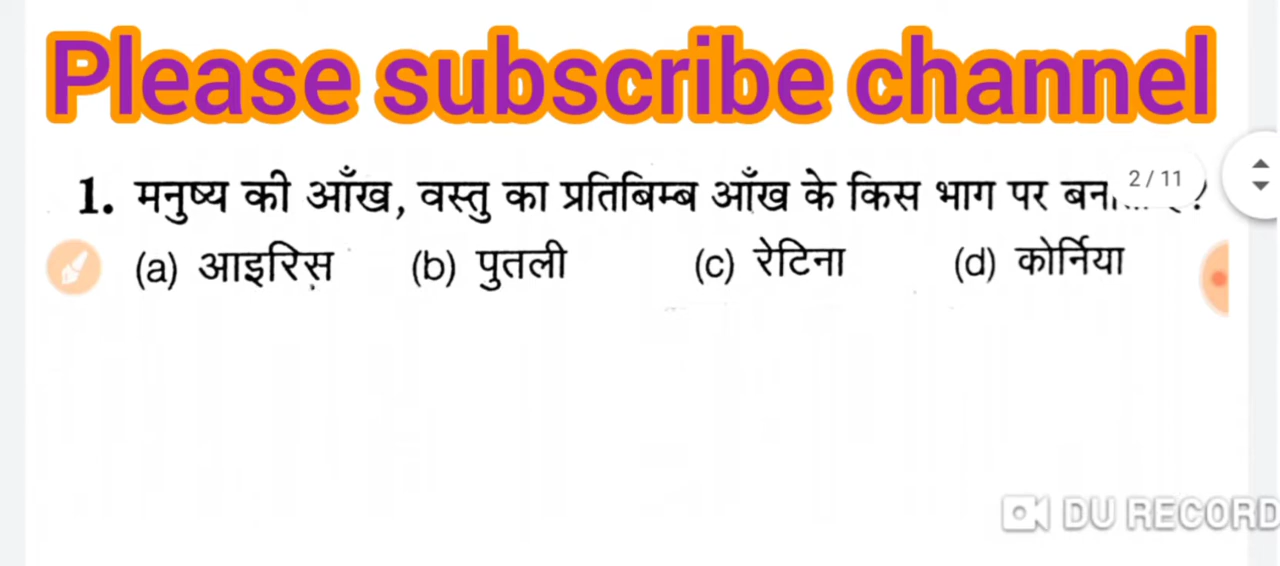 Please subscribe channel
1. मनुष्य की आँख, वस्तु का प्रतिबिम्ब आँख के किस भाग पर
2/11
(a) आइरिस (b) पुतली (c) रेटिना (d) कोर्निया
DU RECORD